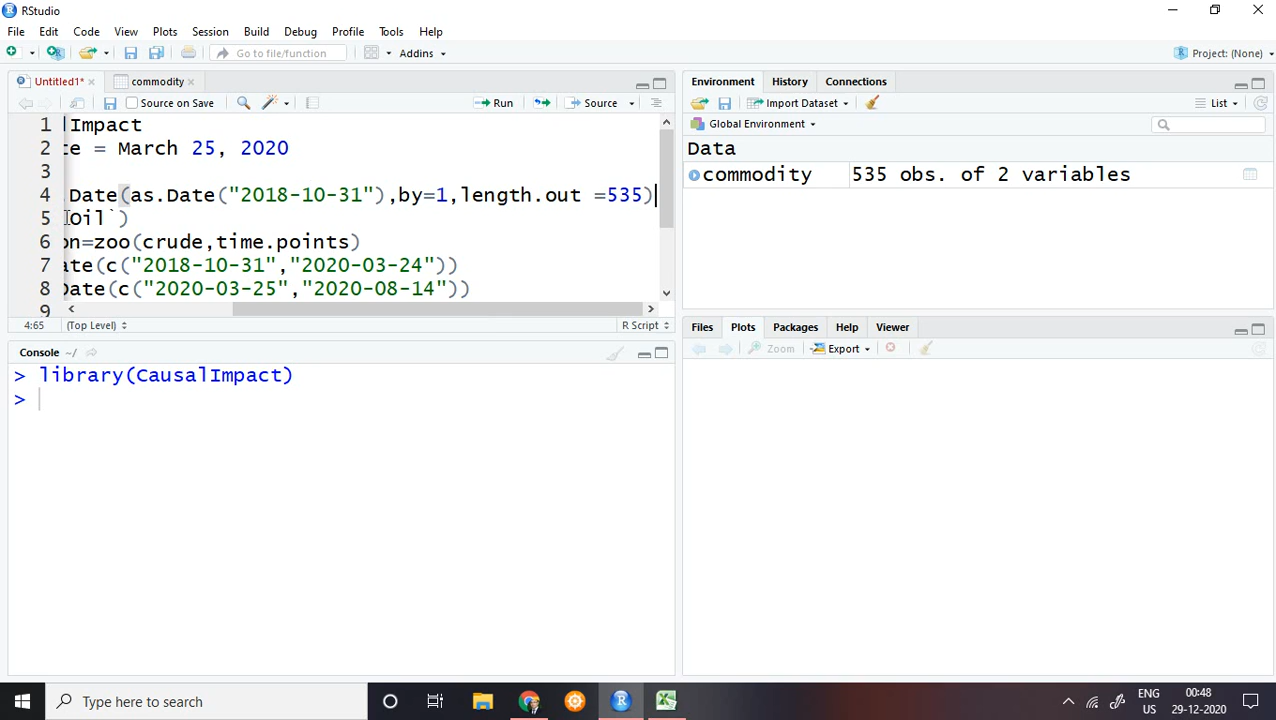 RStudio
File Edit Code View Plots Session Build Debug Profile Tools Help
Go to file/function Addins Project: (None)
Untitled1* commodity
Source on Save Run Source
1 Impact
2 te = March 25, 2020
3
4 .Date(as.Date("2018-10-31"),by=1,length.out =535)
5 Oil`)
6 on=zoo(crude,time.points)
7 ate(c("2018-10-31","2020-03-24"))
8 Date(c("2020-03-25","2020-08-14"))
9
4:65 (Top Level) R Script
Console ~/
> library(CausalImpact)
>
Environment History Connections
Import Dataset List
Global Environment
Data
commodity 535 obs. of 2 variables
Files Plots Packages Help Viewer
Zoom Export
Type here to search
ENG
US
00:48
29-12-2020